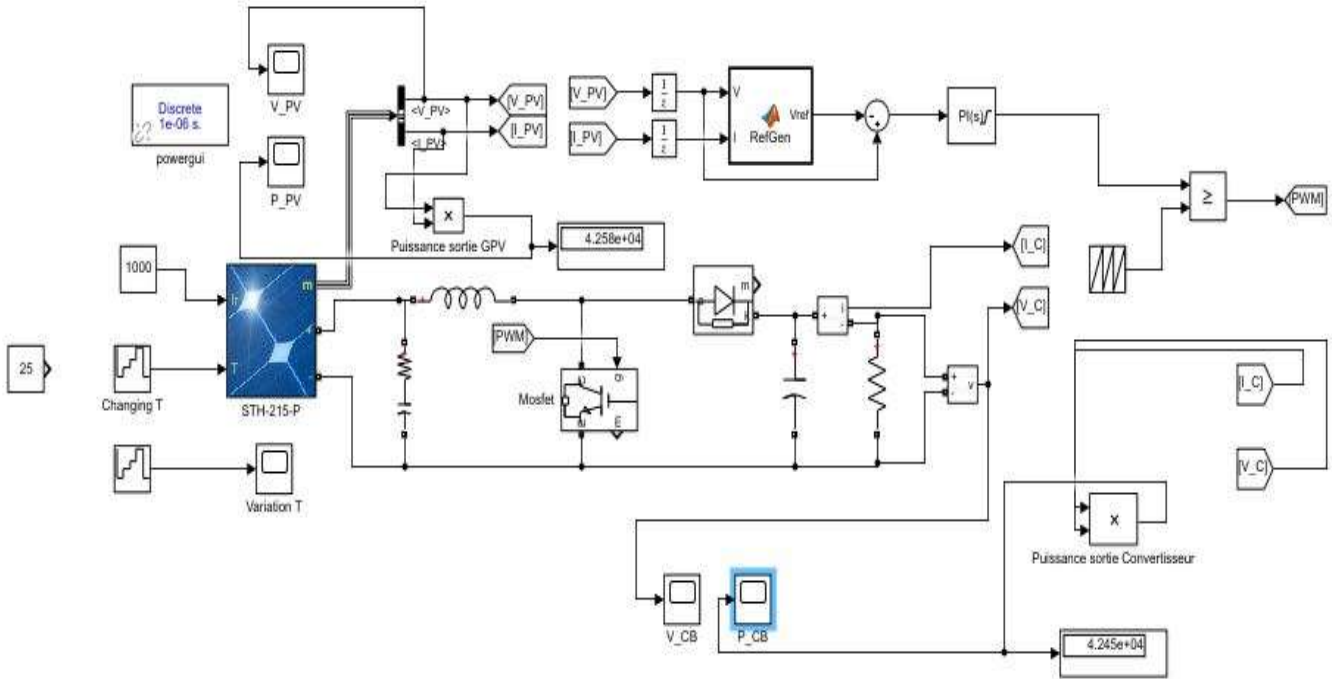 V_PV
Discrete
1e-06 s.
powergui
P_PV
<V_PV>
<I_PV>
[V_PV]
[I_PV]
×
Puissance sortie GPV
4.258e+04
[V_PV]
[I_PV]
1
z
1
z
V
I
Vref
RefGen
PI(s)
≥
[PWM]
[I_C]
[V_C]
1000
25
Changing T
Ir
T
m
+
-
STH-215-P
Variation T
[PWM]
Mosfet
g
C
E
m
a
k
m
+
i
-
+
-
v
[I_C]
[V_C]
×
Puissance sortie Convertisseur
V_CB
P_CB
4.245e+04